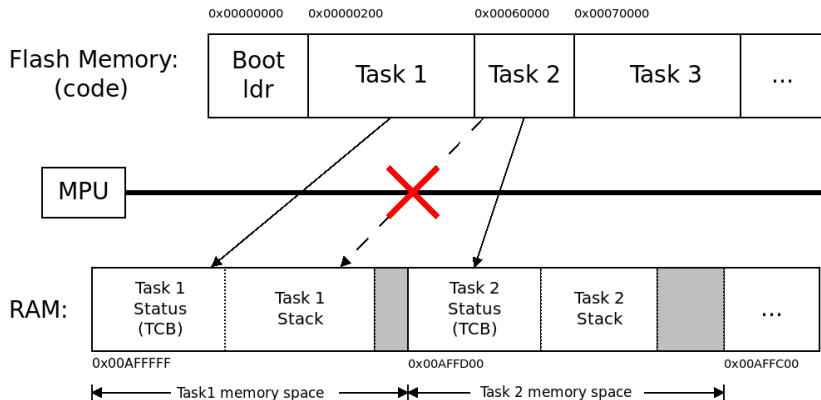 0x00000000
0x00000200
0x00060000
0x00070000
Flash Memory:
(code)
Boot
ldr
Task 1
Task 2
Task 3
...
MPU
RAM:
Task 1
Status
(TCB)
Task 1
Stack
Task 2
Status
(TCB)
Task 2
Stack
...
0x00AFFFFF
0x00AFFD00
0x00AFFC00
Task1 memory space
Task 2 memory space